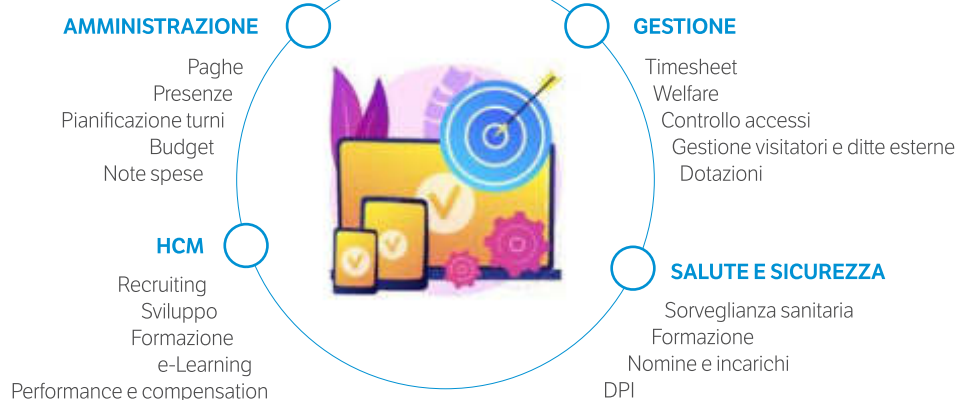 AMMINISTRAZIONE
Paghe
Presenze
Pianificazione turni
Budget
Note spese
GESTIONE
Timesheet
Welfare
Controllo accessi
Gestione visitatori e ditte esterne
Dotazioni
HCM
Recruiting
Sviluppo
Formazione
e-Learning
Performance e compensation
SALUTE E SICUREZZA
Sorveglianza sanitaria
Formazione
Nomine e incarichi
DPI